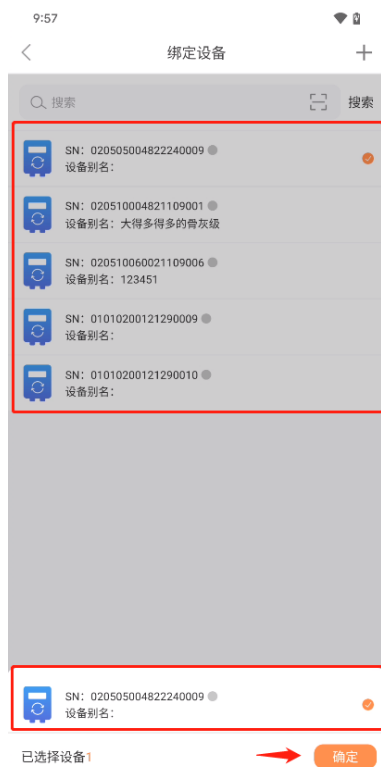 9:57
绑定设备
搜索
搜索
SN: 020505004822240009
设备别名:
SN: 020510004821109001
设备别名: 大得多得多的骨灰级
SN: 020510060021109006
设备别名: 123451
SN: 01010200121290009
设备别名:
SN: 01010200121290010
设备别名:
SN: 020505004822240009
设备别名:
已选择设备1
确定